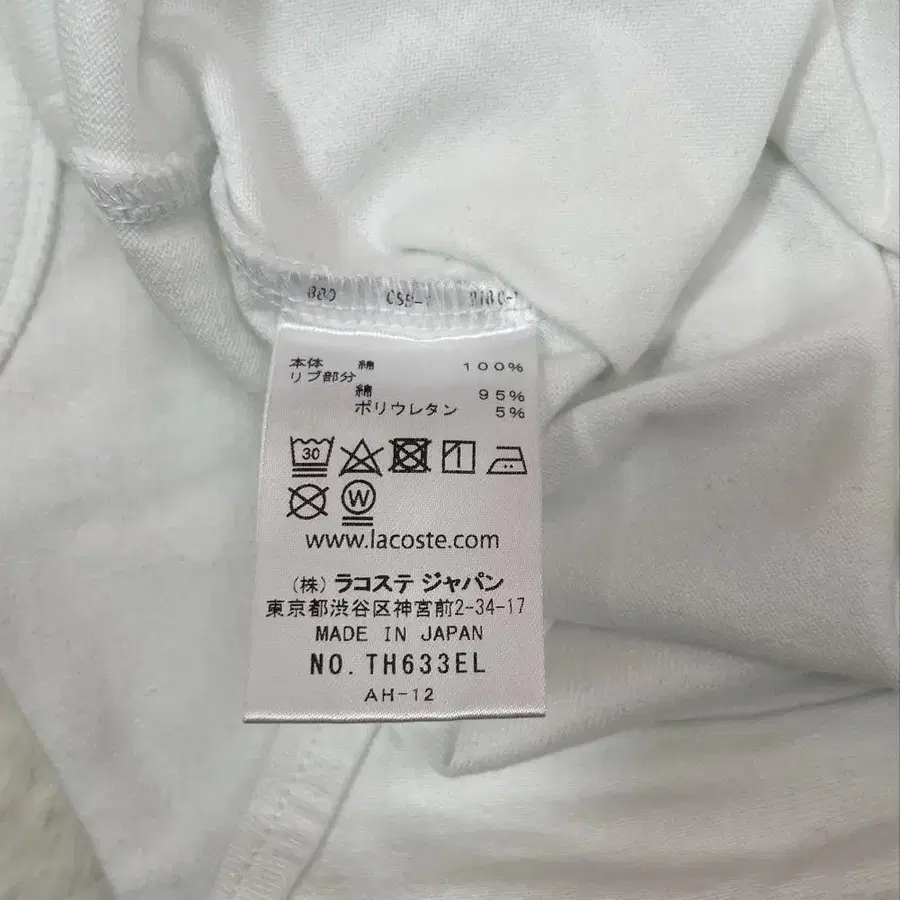 880
本体 綿 100%
リブ部分
綿 95%
ポリウレタン 5%
30
W
www.lacoste.com
(株) ラコステ ジャパン
東京都渋谷区神宮前2-34-17
MADE IN JAPAN
NO. TH633EL
AH-12